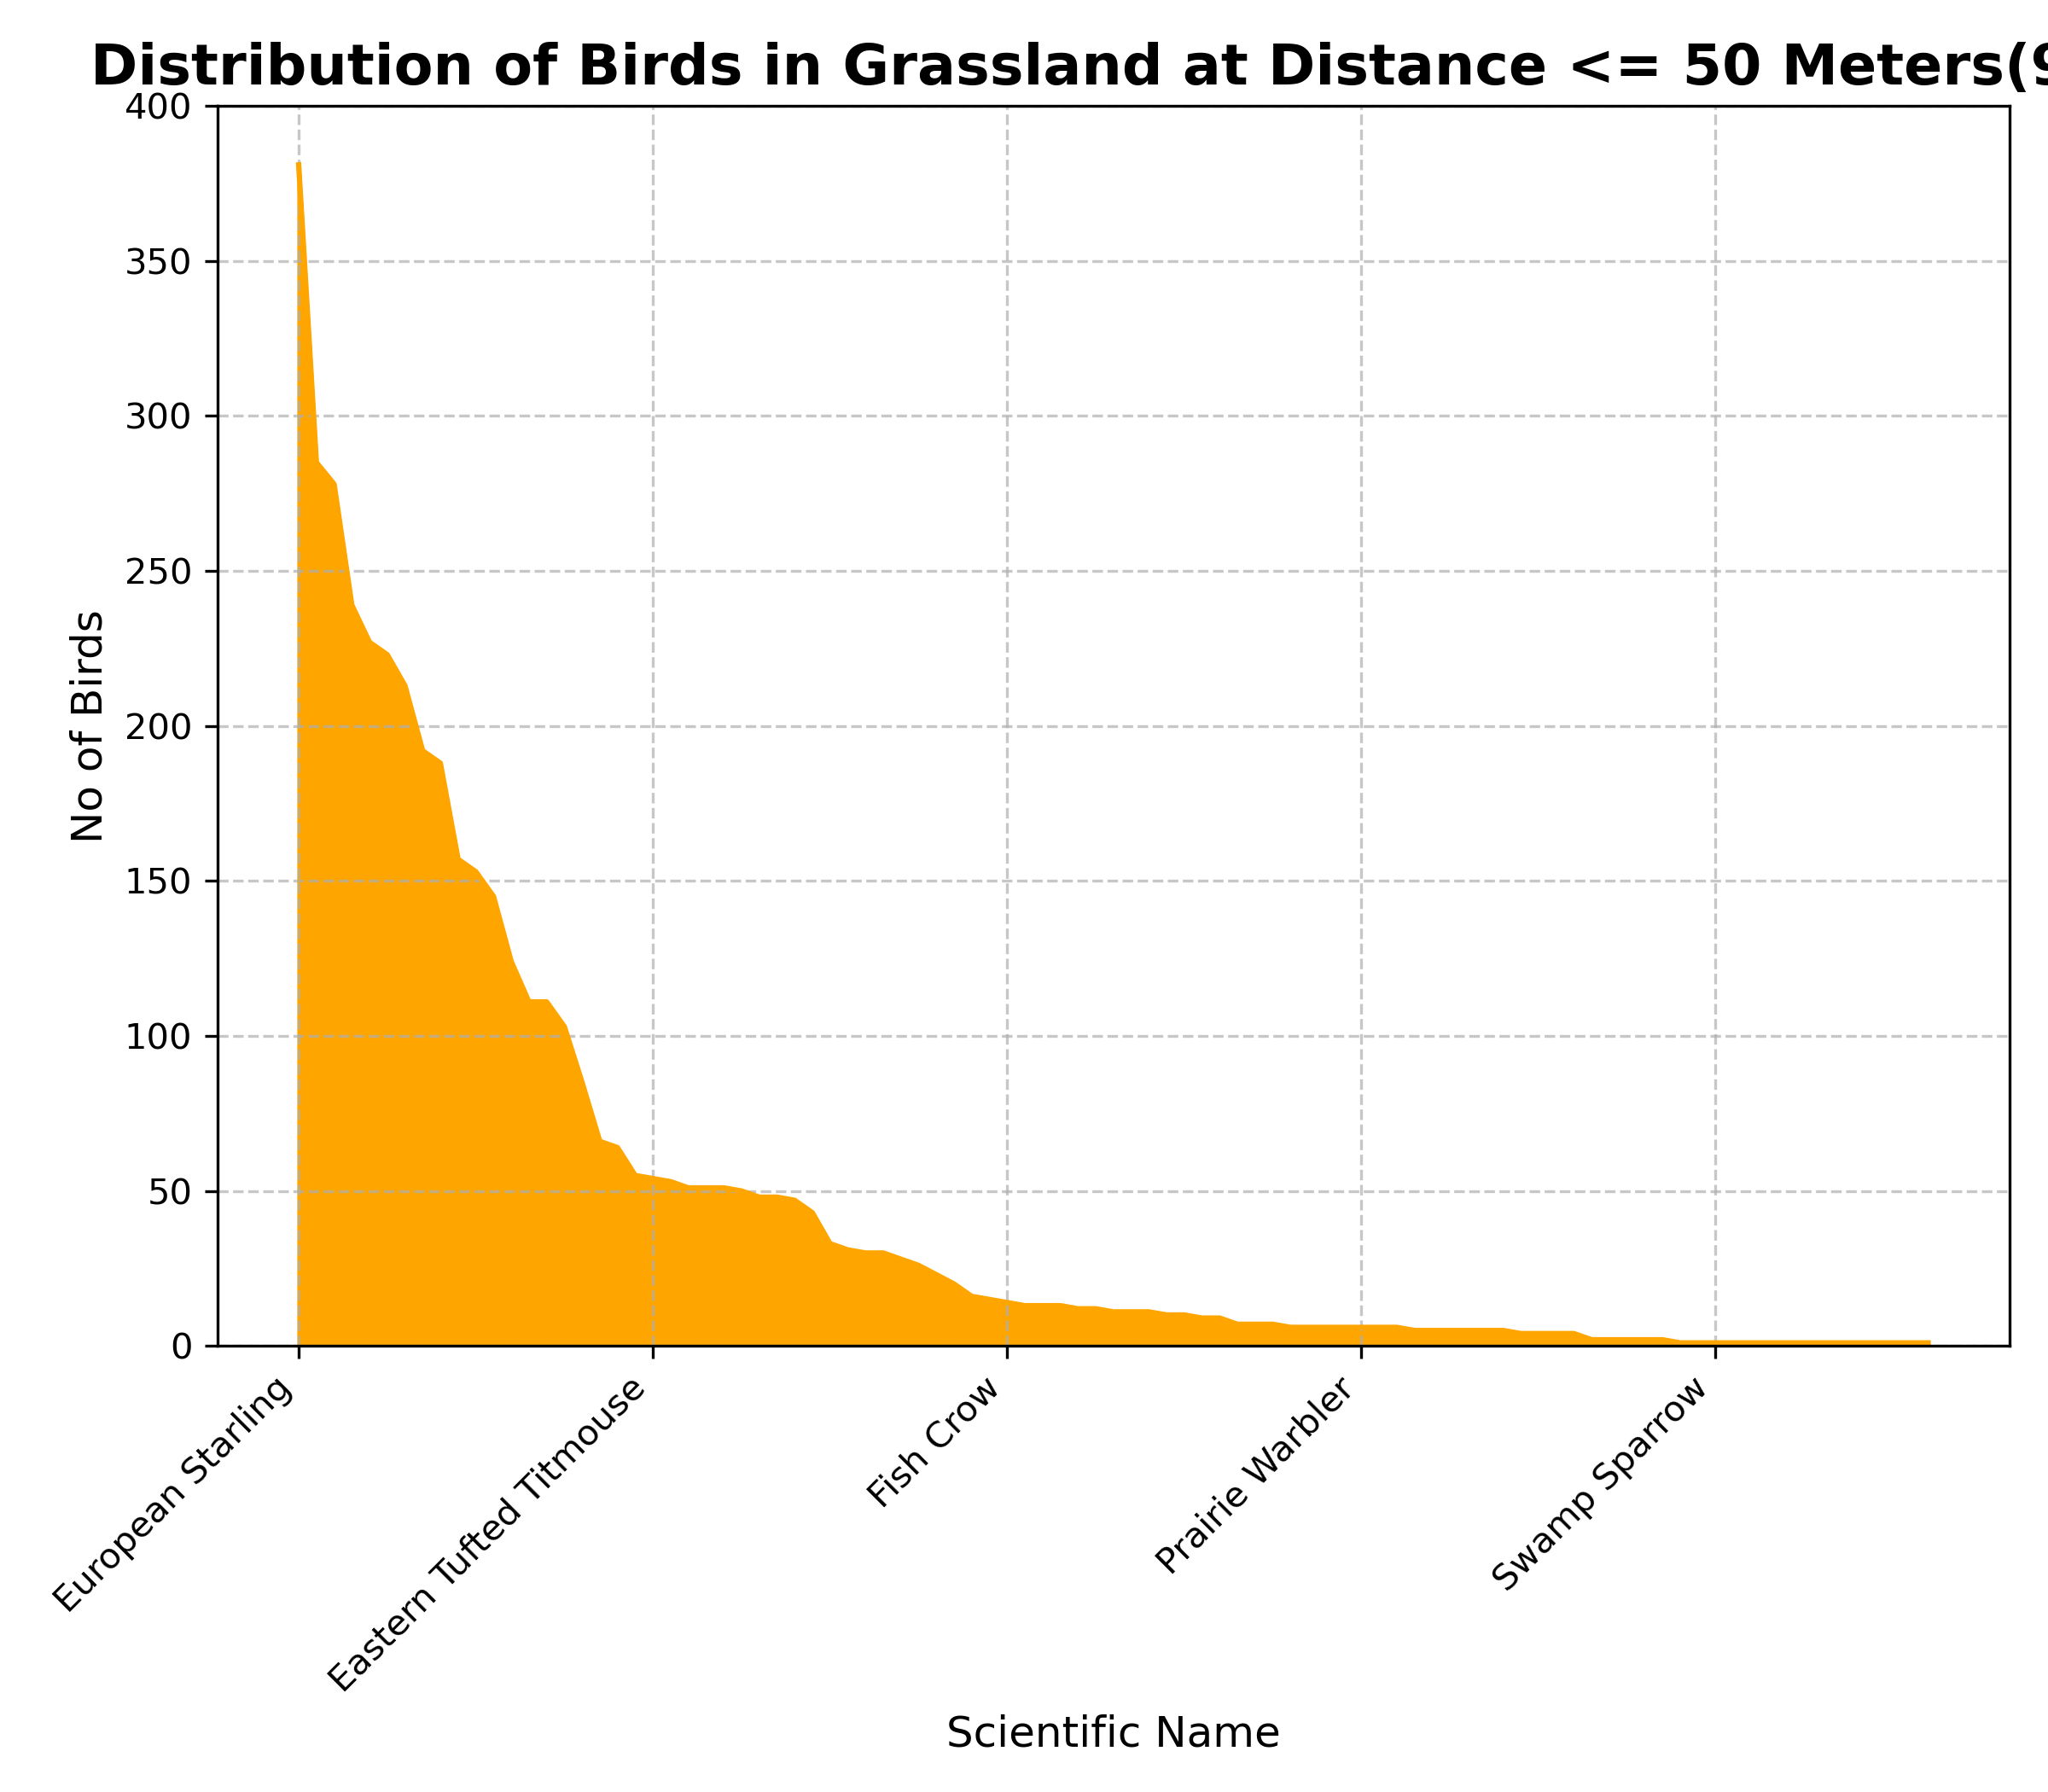 Distribution of Birds in Grassland at Distance <= 50 Meters(
400
350
300
250
200
150
100
50
0
No of Birds
European Starling
Eastern Tufted Titmouse
Fish Crow
Prairie Warbler
Swamp Sparrow
Scientific Name